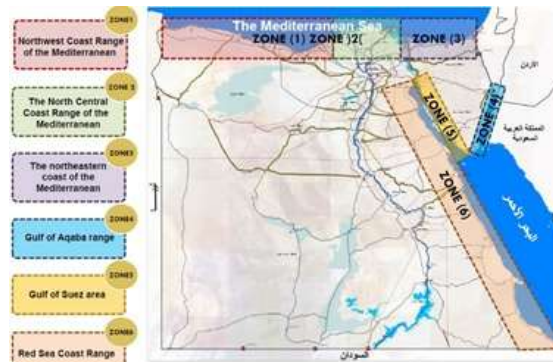 ZONE1
Northwest Coast Range
of the Mediterranean
ZONE 2
The North Central
Coast Range of the
Mediterranean
ZONE3
The northeastern
coast of the
Mediterranean
ZONE4
Gulf of Aqaba range
ZONE5
Gulf of Suez area
ZONE6
Red Sea Coast Range
The Mediterranean Sea
ZONE (1) ZONE )2(
ZONE (3)
ZONE (4)
ZONE (5)
ZONE (6)
الأردن
المملكة العربية
السعودية
البحر الأحمر
السودان